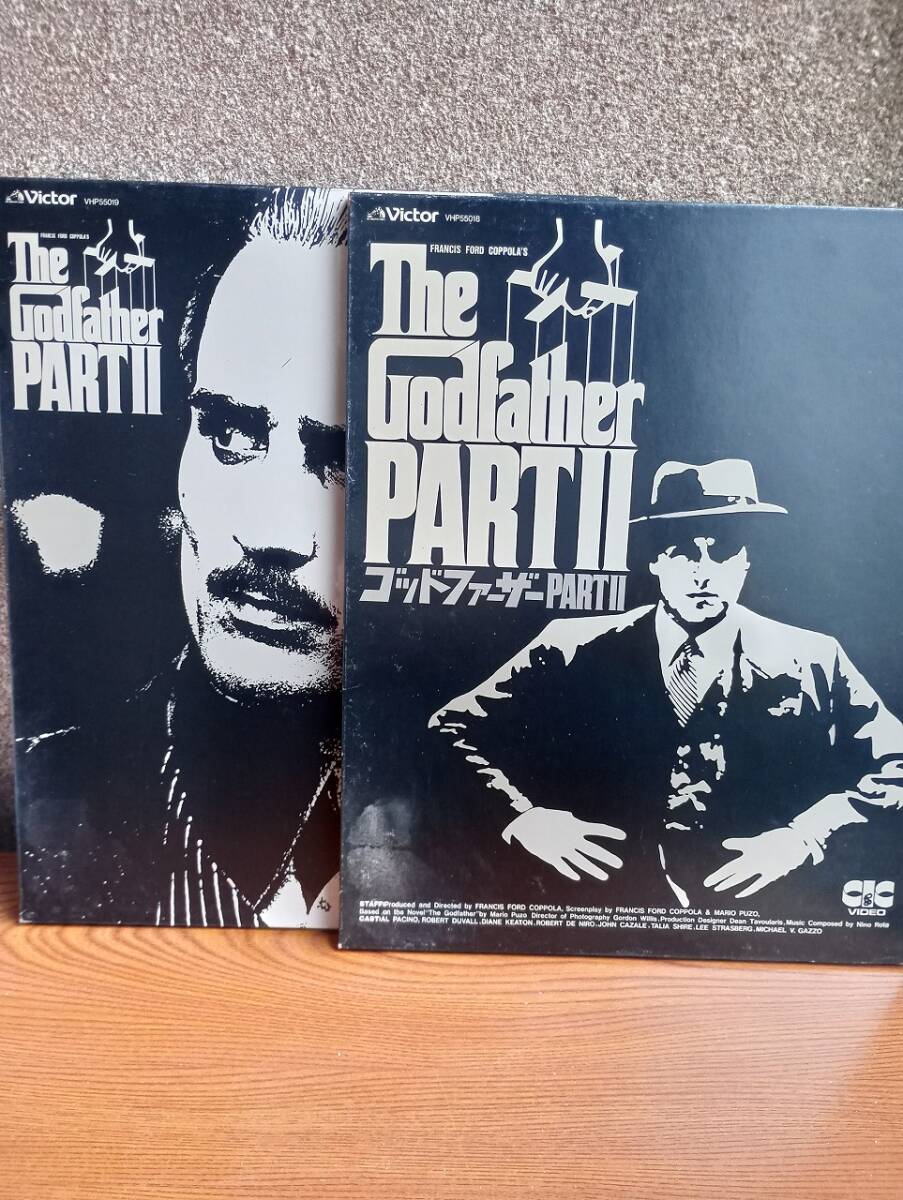 Victor VHP55019
FRANCIS FORD COPPOLA'S
The
Godfather
PART II
Victor VHP55018
FRANCIS FORD COPPOLA'S
The
Godfather
PART II
ゴッドファーザーPART II
CIC
VIDEO
STAFF/Produced and Directed by FRANCIS FORD COPPOLA, Screenplay by FRANCIS FORD COPPOLA & MARIO PUZO,
Based on the Novel "The Godfather" by Mario Puzo Director of Photography Gordon Willis, Production Designer Dean Tavoularis, Music Composed by Nino Rota
CAST/AL PACINO, ROBERT DUVALL, DIANE KEATON, ROBERT DE NIRO, JOHN CAZALE, TALIA SHIRE, LEE STRASBERG, MICHAEL V. GAZZO